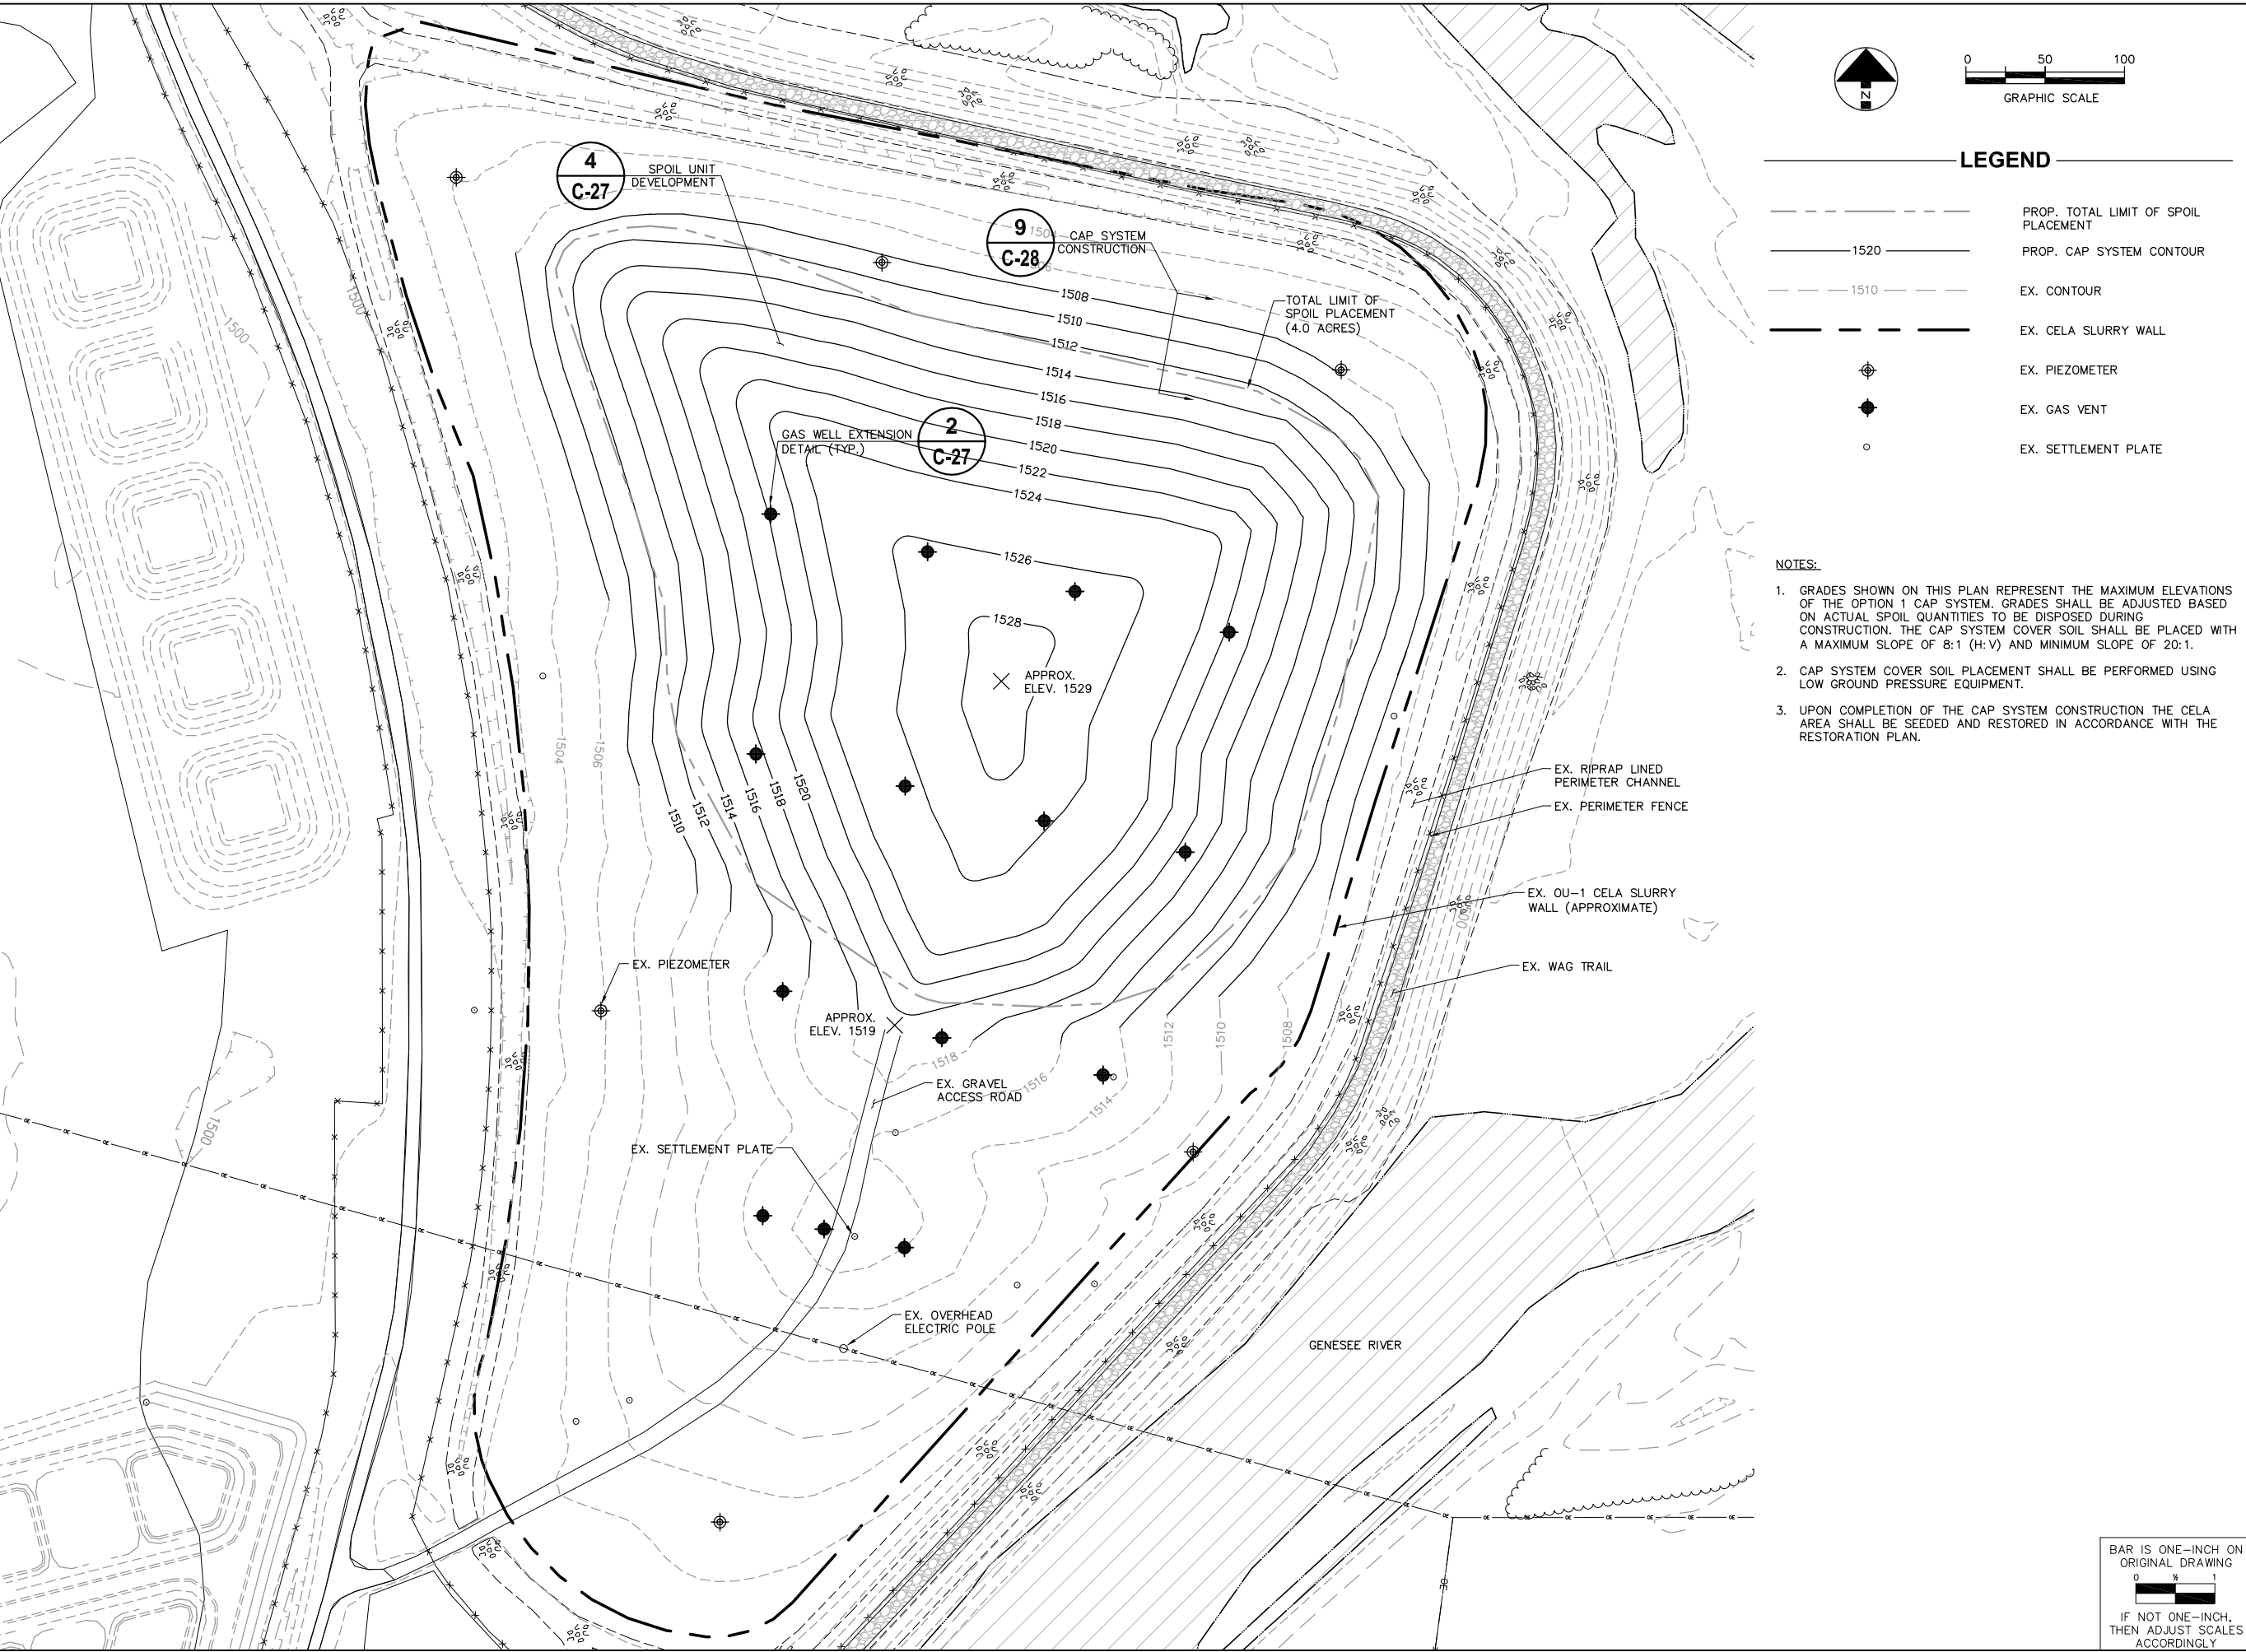 0 50 100
GRAPHIC SCALE
N
LEGEND
PROP. TOTAL LIMIT OF SPOIL
PLACEMENT
1520
PROP. CAP SYSTEM CONTOUR
1510
EX. CONTOUR
EX. CELA SLURRY WALL
EX. PIEZOMETER
EX. GAS VENT
EX. SETTLEMENT PLATE
NOTES:
1. GRADES SHOWN ON THIS PLAN REPRESENT THE MAXIMUM ELEVATIONS
OF THE OPTION 1 CAP SYSTEM. GRADES SHALL BE ADJUSTED BASED
ON ACTUAL SPOIL QUANTITIES TO BE DISPOSED DURING
CONSTRUCTION. THE CAP SYSTEM COVER SOIL SHALL BE PLACED WITH
A MAXIMUM SLOPE OF 8:1 (H:V) AND MINIMUM SLOPE OF 20:1.
2. CAP SYSTEM COVER SOIL PLACEMENT SHALL BE PERFORMED USING
LOW GROUND PRESSURE EQUIPMENT.
3. UPON COMPLETION OF THE CAP SYSTEM CONSTRUCTION THE CELA
AREA SHALL BE SEEDED AND RESTORED IN ACCORDANCE WITH THE
RESTORATION PLAN.
4
C-27
SPOIL UNIT
DEVELOPMENT
9
C-28
CAP SYSTEM
CONSTRUCTION
1504
1506
TOTAL LIMIT OF
SPOIL PLACEMENT
(4.0 ACRES)
1500
1500
1508
1510
1512
1514
1516
1518
1520
1522
1524
1526
1528
GAS WELL EXTENSION
DETAIL (TYP.)
2
C-27
APPROX.
ELEV. 1529
1504
1506
1510
1512
1514
1516
1518
1520
EX. RIPRAP LINED
PERIMETER CHANNEL
EX. PERIMETER FENCE
EX. OU-1 CELA SLURRY
WALL (APPROXIMATE)
1500
EX. WAG TRAIL
EX. PIEZOMETER
APPROX.
ELEV. 1519
1518
1516
1514
1512
1510
1508
EX. GRAVEL
ACCESS ROAD
1500
EX. SETTLEMENT PLATE
EX. OVERHEAD
ELECTRIC POLE
GENESEE RIVER
OE
BAR IS ONE-INCH ON
ORIGINAL DRAWING
0 ½ 1
IF NOT ONE-INCH,
THEN ADJUST SCALES
ACCORDINGLY